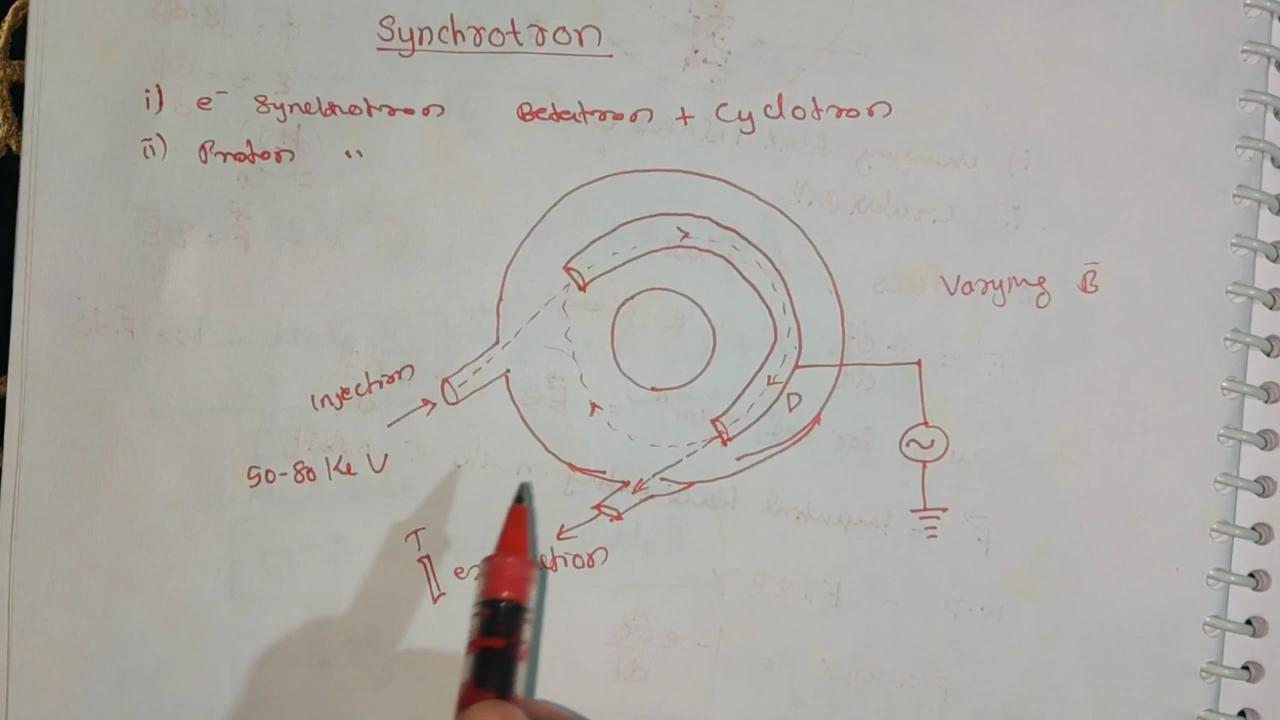 Synchrotron
i) e⁻ Synchrotron Betatron + Cyclotron
ii) Proton "
Varying B̄
Injection
50-80 KeV
D
~
T